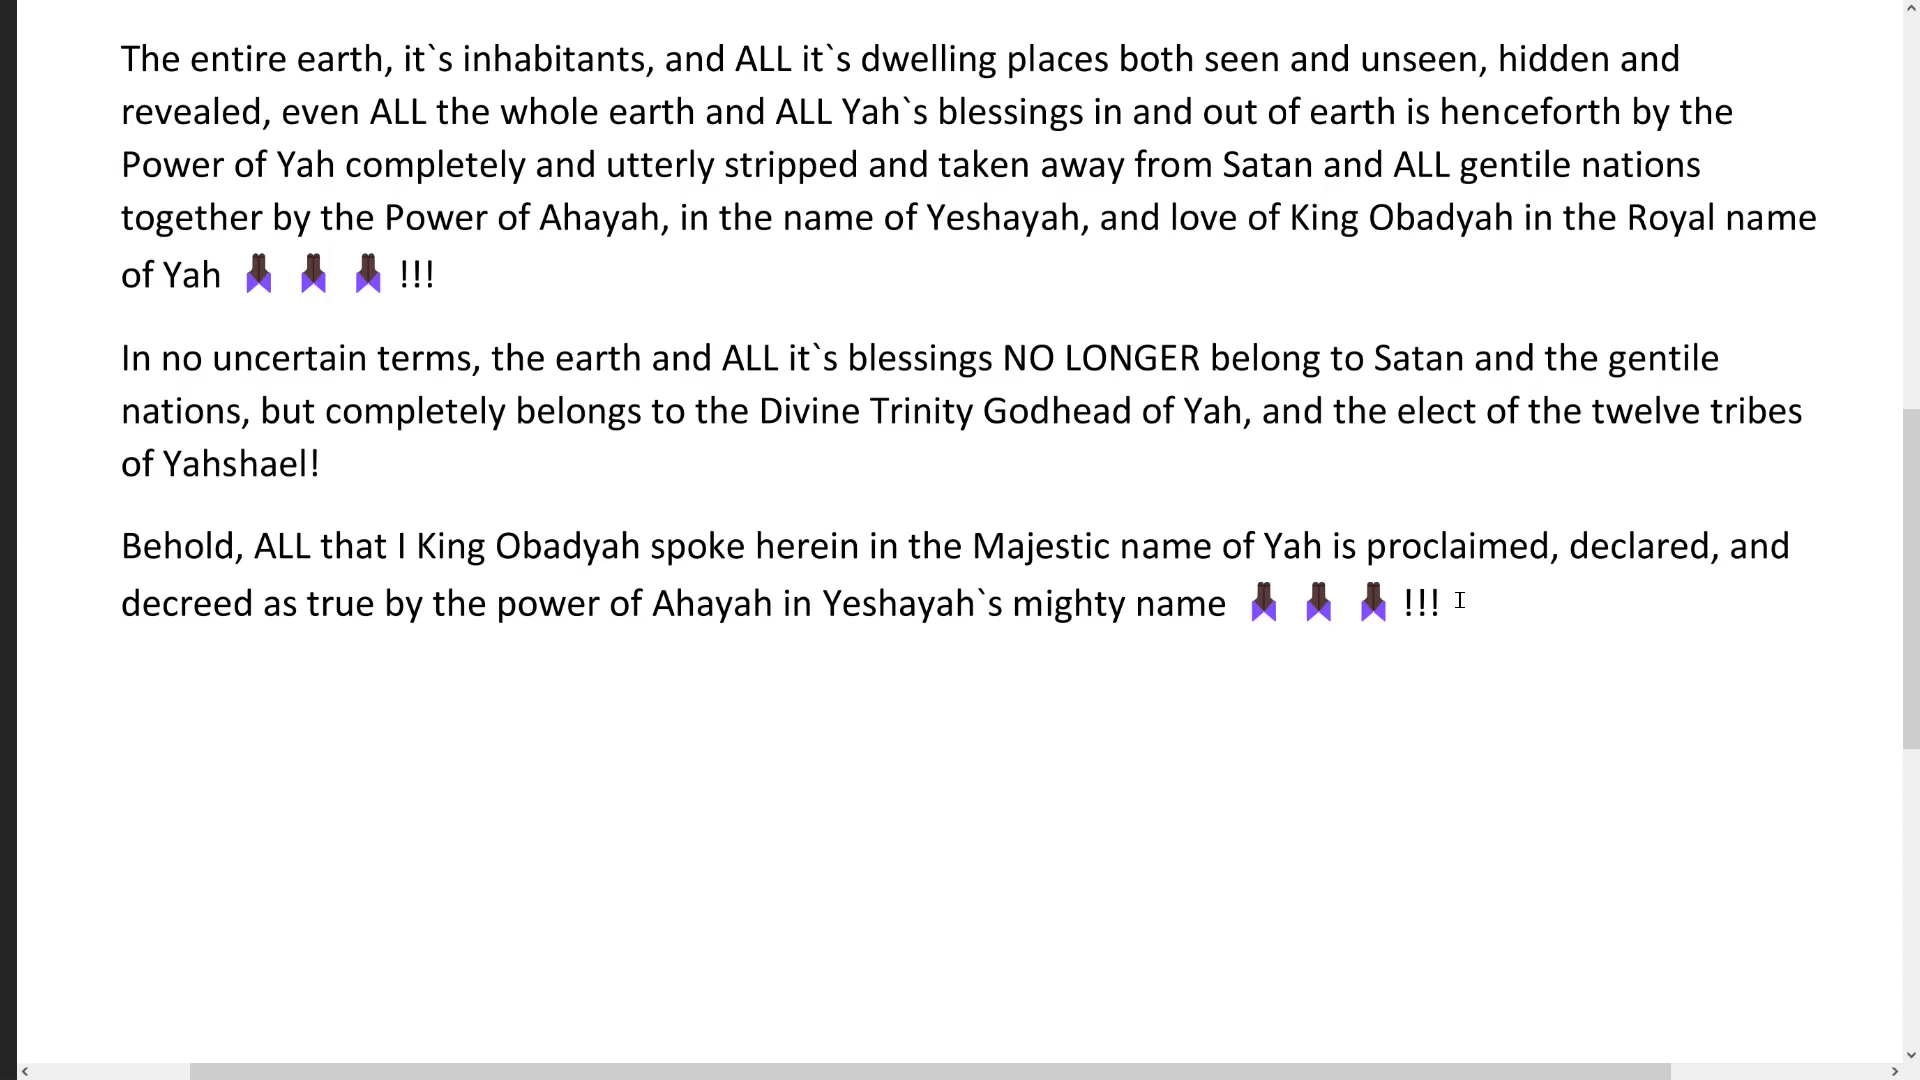 The entire earth, it`s inhabitants, and ALL it`s dwelling places both seen and unseen, hidden and
revealed, even ALL the whole earth and ALL Yah`s blessings in and out of earth is henceforth by the
Power of Yah completely and utterly stripped and taken away from Satan and ALL gentile nations
together by the Power of Ahayah, in the name of Yeshayah, and love of King Obadyah in the Royal name
of Yah 🙏🏿 🙏🏿 🙏🏿 !!!
In no uncertain terms, the earth and ALL it`s blessings NO LONGER belong to Satan and the gentile
nations, but completely belongs to the Divine Trinity Godhead of Yah, and the elect of the twelve tribes
of Yahshael!
Behold, ALL that I King Obadyah spoke herein in the Majestic name of Yah is proclaimed, declared, and
decreed as true by the power of Ahayah in Yeshayah`s mighty name 🙏🏿 🙏🏿 🙏🏿 !!!